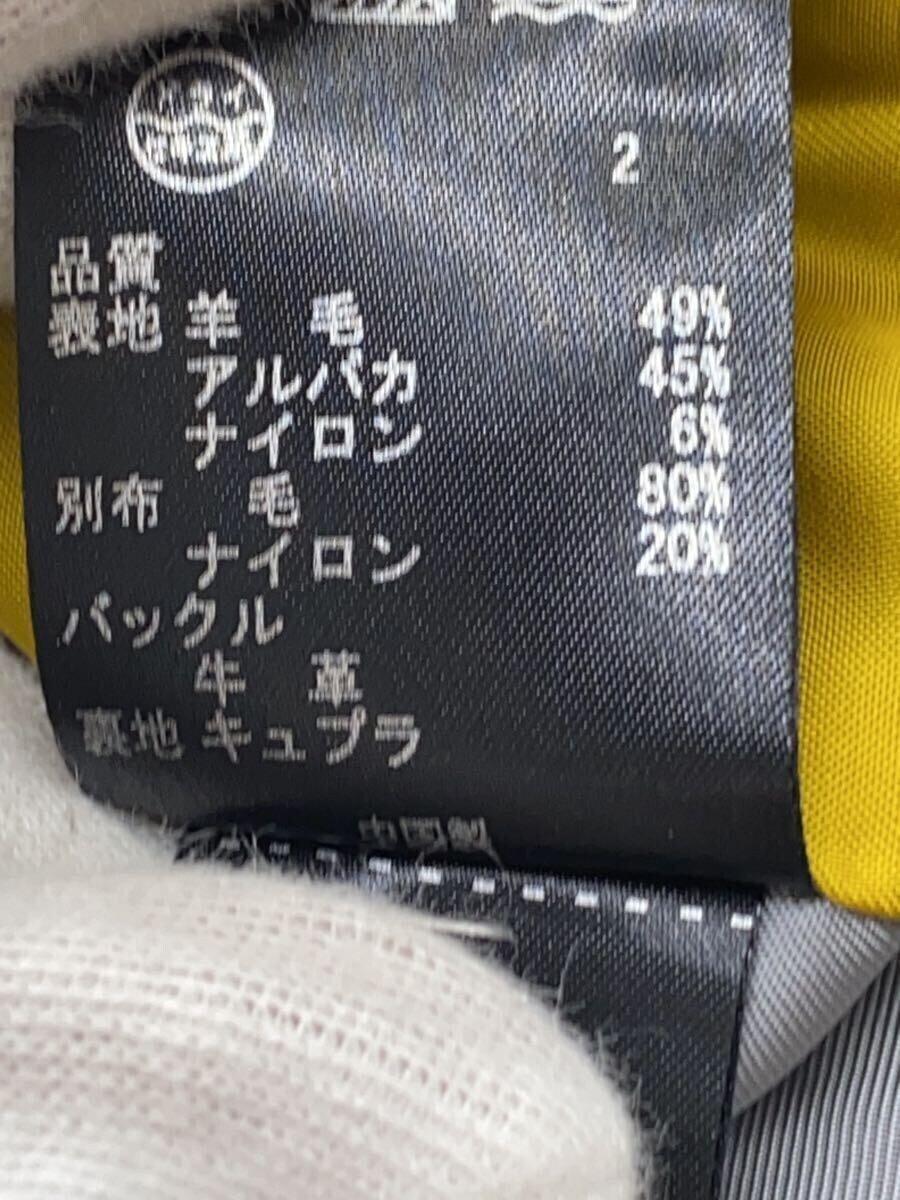 2
品質
表地 羊 毛 49%
アルパカ 45%
ナイロン 6%
別布 毛 80%
ナイロン 20%
バックル
牛 革
裏地 キュプラ
中国製